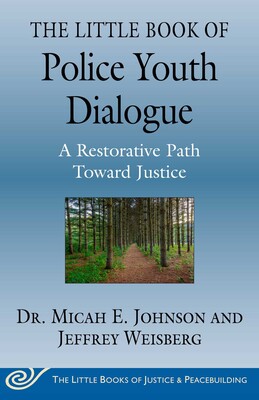 THE LITTLE BOOK OF
Police Youth
Dialogue
A Restorative Path
Toward Justice
DR. MICAH E. JOHNSON AND
JEFFREY WEISBERG
THE LITTLE BOOKS OF JUSTICE & PEACEBUILDING